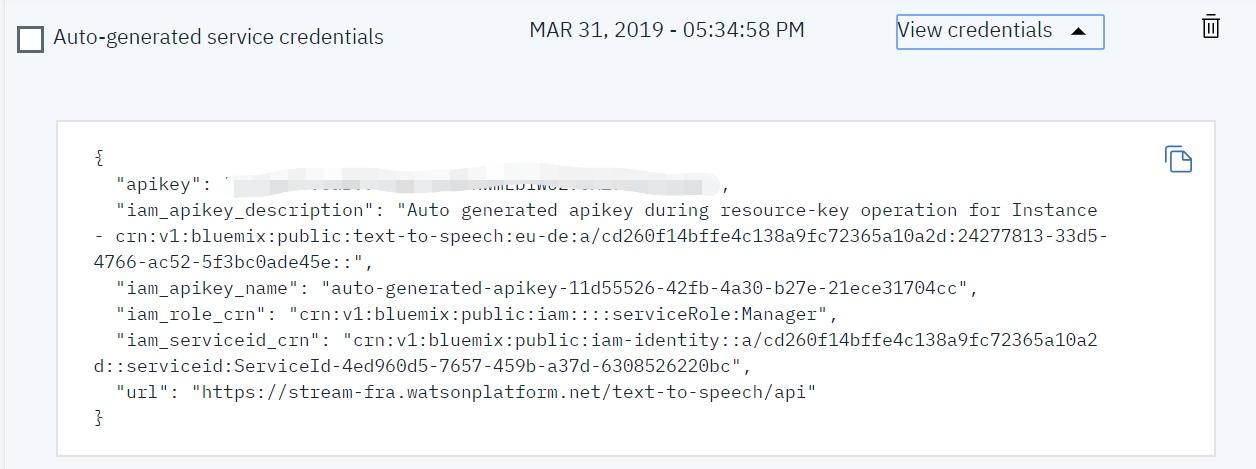 Auto-generated service credentials MAR 31, 2019 - 05:34:58 PM View credentials
{
"apikey": ,
"iam_apikey_description": "Auto generated apikey during resource-key operation for Instance
- crn:v1:bluemix:public:text-to-speech:eu-de:a/cd260f14bffe4c138a9fc72365a10a2d:24277813-33d5-
4766-ac52-5f3bc0ade45e::",
"iam_apikey_name": "auto-generated-apikey-11d55526-42fb-4a30-b27e-21ece31704cc",
"iam_role_crn": "crn:v1:bluemix:public:iam::::serviceRole:Manager",
"iam_serviceid_crn": "crn:v1:bluemix:public:iam-identity::a/cd260f14bffe4c138a9fc72365a10a2
d::serviceid:ServiceId-4ed960d5-7657-459b-a37d-6308526220bc",
"url": "https://stream-fra.watsonplatform.net/text-to-speech/api"
}